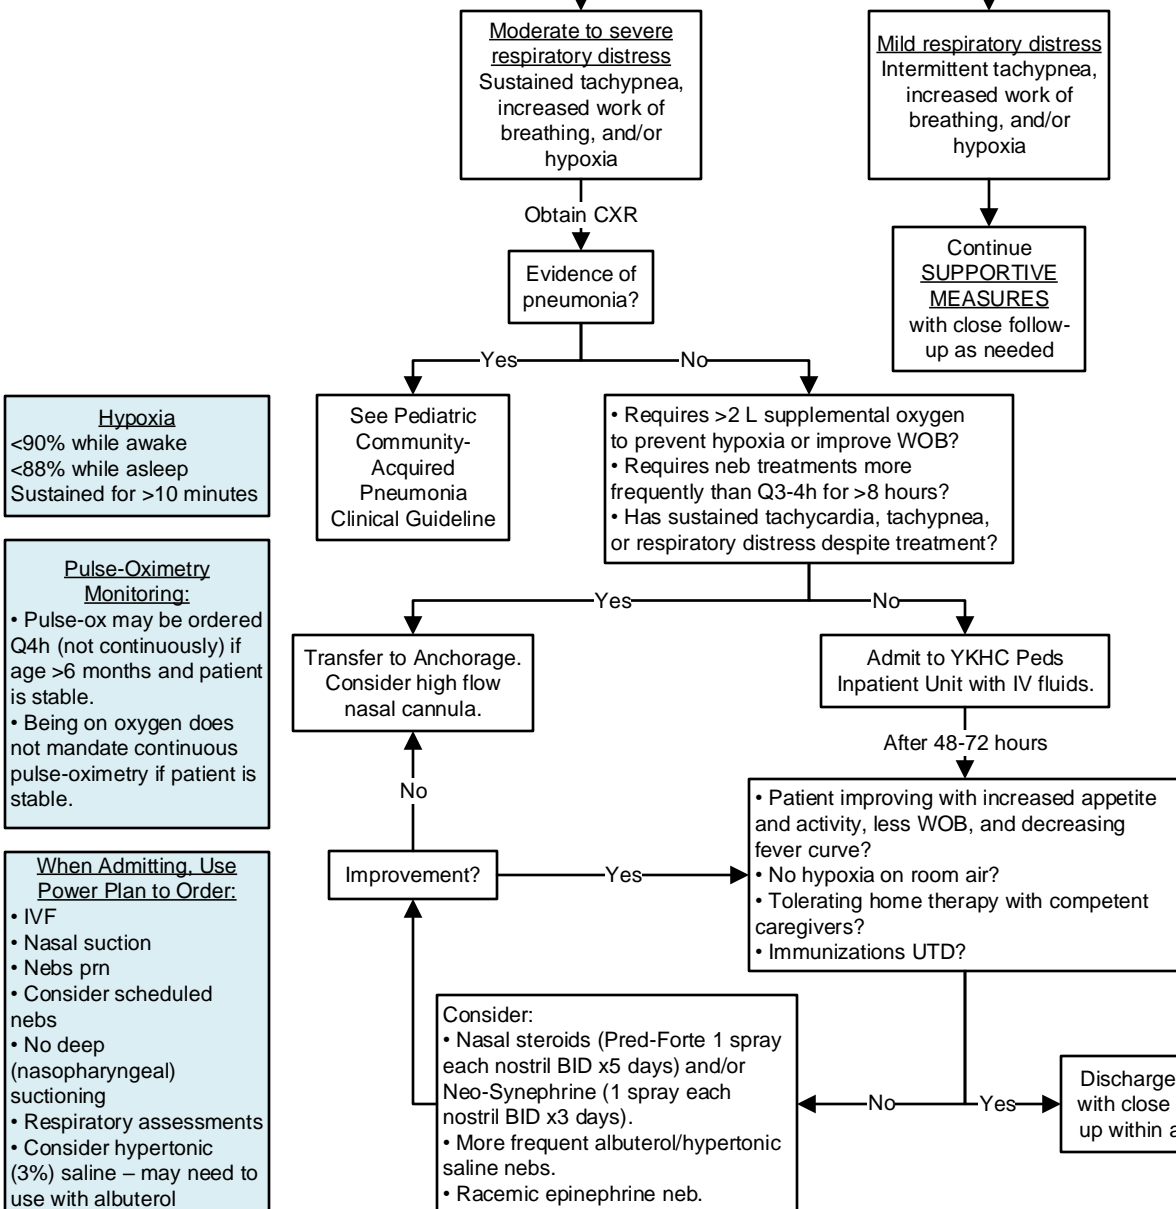 Moderate to severe
respiratory distress
Sustained tachypnea,
increased work of
breathing, and/or
hypoxia
Mild respiratory distress
Intermittent tachypnea,
increased work of
breathing, and/or
hypoxia
Obtain CXR
Continue
SUPPORTIVE
MEASURES
with close follow-
up as needed
Evidence of
pneumonia?
Yes
No
See Pediatric
Community-
Acquired
Pneumonia
Clinical Guideline
• Requires >2 L supplemental oxygen
to prevent hypoxia or improve WOB?
• Requires neb treatments more
frequently than Q3-4h for >8 hours?
• Has sustained tachycardia, tachypnea,
or respiratory distress despite treatment?
Hypoxia
<90% while awake
<88% while asleep
Sustained for >10 minutes
Pulse-Oximetry
Monitoring:
• Pulse-ox may be ordered
Q4h (not continuously) if
age >6 months and patient
is stable.
• Being on oxygen does
not mandate continuous
pulse-oximetry if patient is
stable.
Yes
No
Transfer to Anchorage.
Consider high flow
nasal cannula.
Admit to YKHC Peds
Inpatient Unit with IV fluids.
After 48-72 hours
No
• Patient improving with increased appetite
and activity, less WOB, and decreasing
fever curve?
• No hypoxia on room air?
• Tolerating home therapy with competent
caregivers?
• Immunizations UTD?
Improvement?
Yes
When Admitting, Use
Power Plan to Order:
• IVF
• Nasal suction
• Nebs prn
• Consider scheduled
nebs
• No deep
(nasopharyngeal)
suctioning
• Respiratory assessments
• Consider hypertonic
(3%) saline – may need to
use with albuterol
Consider:
• Nasal steroids (Pred-Forte 1 spray
each nostril BID x5 days) and/or
Neo-Synephrine (1 spray each
nostril BID x3 days).
• More frequent albuterol/hypertonic
saline nebs.
• Racemic epinephrine neb.
No
Yes
Discharge
with close
up within a